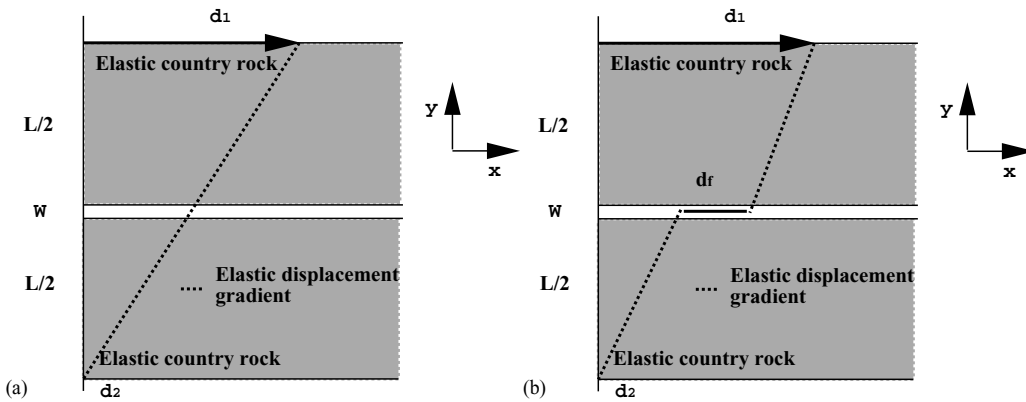 d1
Elastic country rock
L/2
y
x
W
L/2
Elastic displacement
gradient
Elastic country rock
(a)
d2
d1
Elastic country rock
L/2
y
x
df
W
L/2
Elastic displacement
gradient
Elastic country rock
(b)
d2